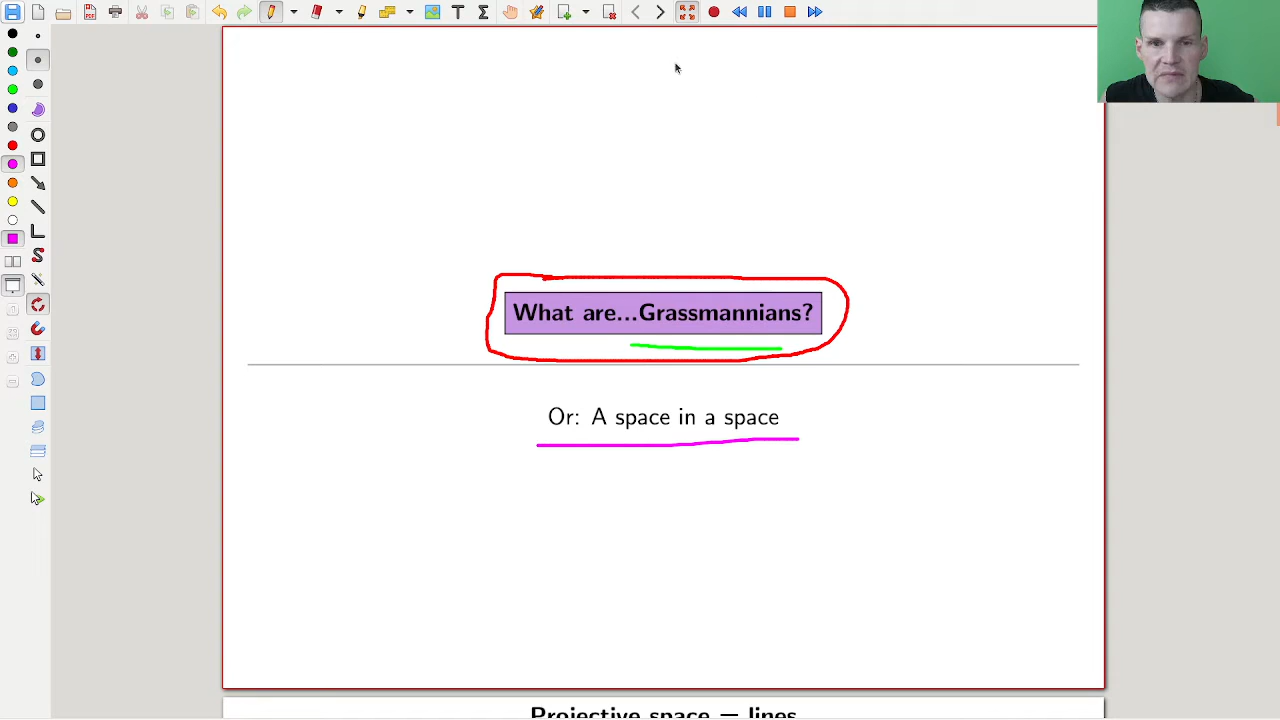 What are...Grassmannians?
Or: A space in a space
Projective space = lines